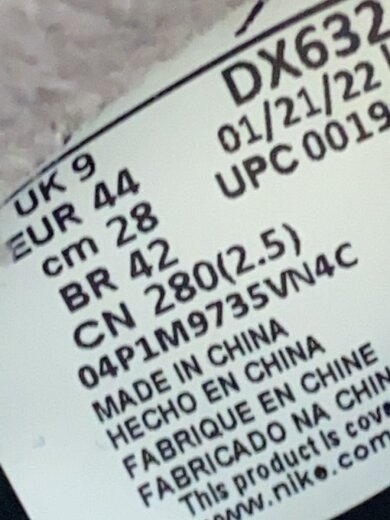 UK 9 DX632
EUR 44 01/21/22
cm 28 UPC 0019
BR 42
CN 280(2.5)
04P1M9735VN4C
MADE IN CHINA
HECHO EN CHINA
FABRIQUE EN CHINE
FABRICADO NA CHIN
This product is cove
www.nike.com